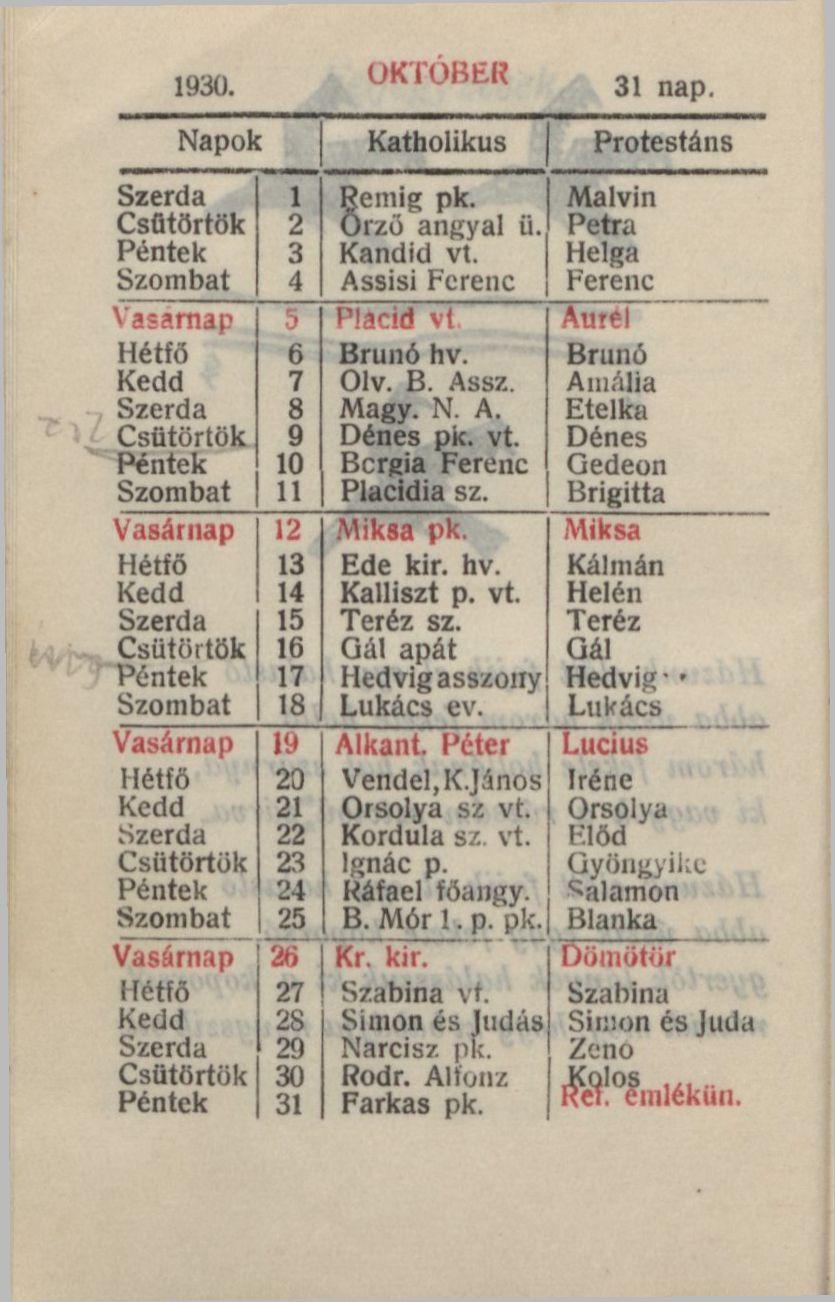 1930. OKTÓBER 31 nap.
Napok Katholikus Protestáns
Szerda 1 Remig pk. Malvin
Csütörtök 2 Őrző angyal ü. Petra
Péntek 3 Kandid vt. Helga
Szombat 4 Assisi Ferenc Ferenc
Vasárnap 5 Placid vt. Aurél
Hétfő 6 Brunó hv. Brunó
Kedd 7 Olv. B. Assz. Amália
Szerda 8 Magy. N. A. Etelka
Csütörtök 9 Dénes pk. vt. Dénes
Péntek 10 Borgia Ferenc Gedeon
Szombat 11 Placidia sz. Brigitta
Vasárnap 12 Miksa pk. Miksa
Hétfő 13 Ede kir. hv. Kálmán
Kedd 14 Kalliszt p. vt. Helén
Szerda 15 Teréz sz. Teréz
Csütörtök 16 Gál apát Gál
Péntek 17 Hedvig asszony Hedvig
Szombat 18 Lukács ev. Lukács
Vasárnap 19 Alkant. Péter Lucius
Hétfő 20 Vendel, K.János Iréne
Kedd 21 Orsolya sz vt. Orsolya
Szerda 22 Kordula sz. vt. Előd
Csütörtök 23 Ignác p. Gyöngyike
Péntek 24 Ráfael főangy. Salamon
Szombat 25 B. Mór 1. p. pk. Blanka
Vasárnap 26 Kr. kir. Dömötör
Hétfő 27 Szabina vt. Szabina
Kedd 28 Simon és Judás Simon és Juda
Szerda 29 Narcisz pk. Zeno
Csütörtök 30 Rodr. Alfonz Kolos
Péntek 31 Farkas pk. Ref. emlékün.